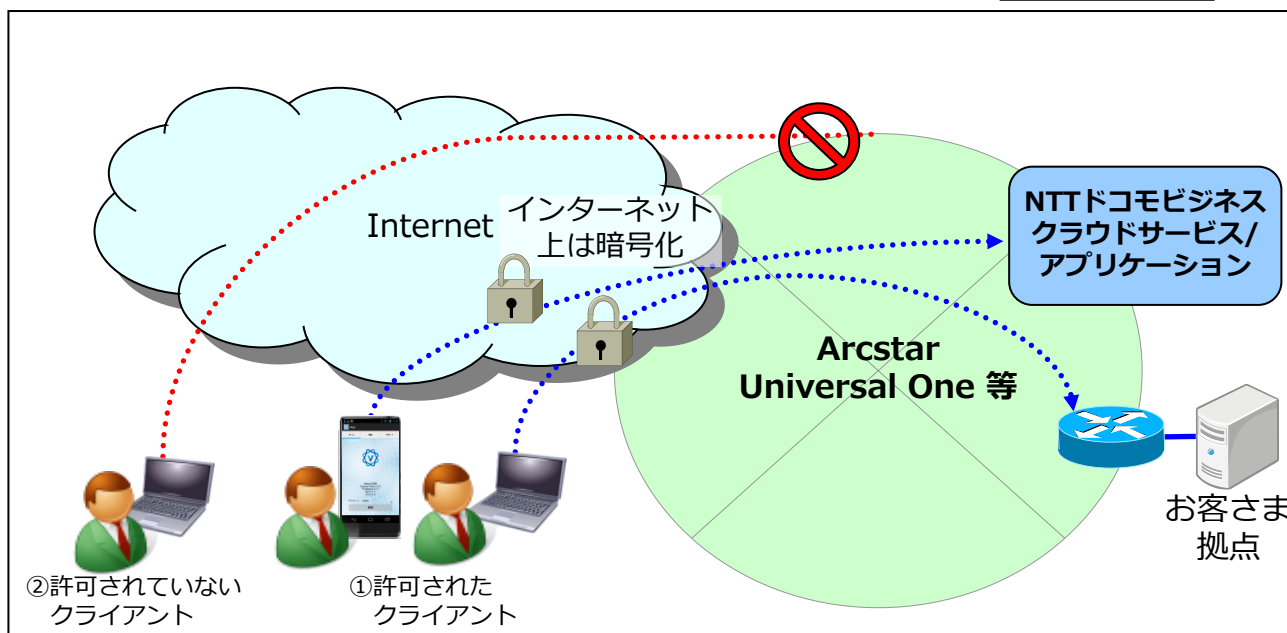 Internet
インターネット
上は暗号化
NTTドコモビジネス
クラウドサービス/
アプリケーション
Arcstar
Universal One 等
お客さま
拠点
②許可されていない
クライアント
①許可された
クライアント